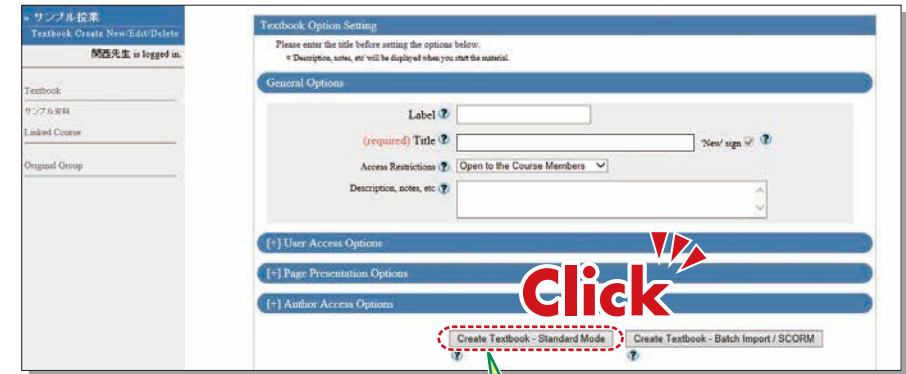 » サンプル授業
Textbook Create New/Edit/Delete
関西先生 is logged in.
Textbook
サンプル資料
Linked Course
Original Group
Textbook Option Setting
Please enter the title before setting the options below.
¤ 'Description, notes, etc' will be displayed when you start the material.
General Options
Label ?
(required) Title ? 'New' sign ?
Access Restrictions ? Open to the Course Members
Description, notes, etc ?
[+] User Access Options
[+] Page Presentation Options
[+] Author Access Options
Click
Create Textbook - Standard Mode Create Textbook - Batch Import / SCORM
? ?